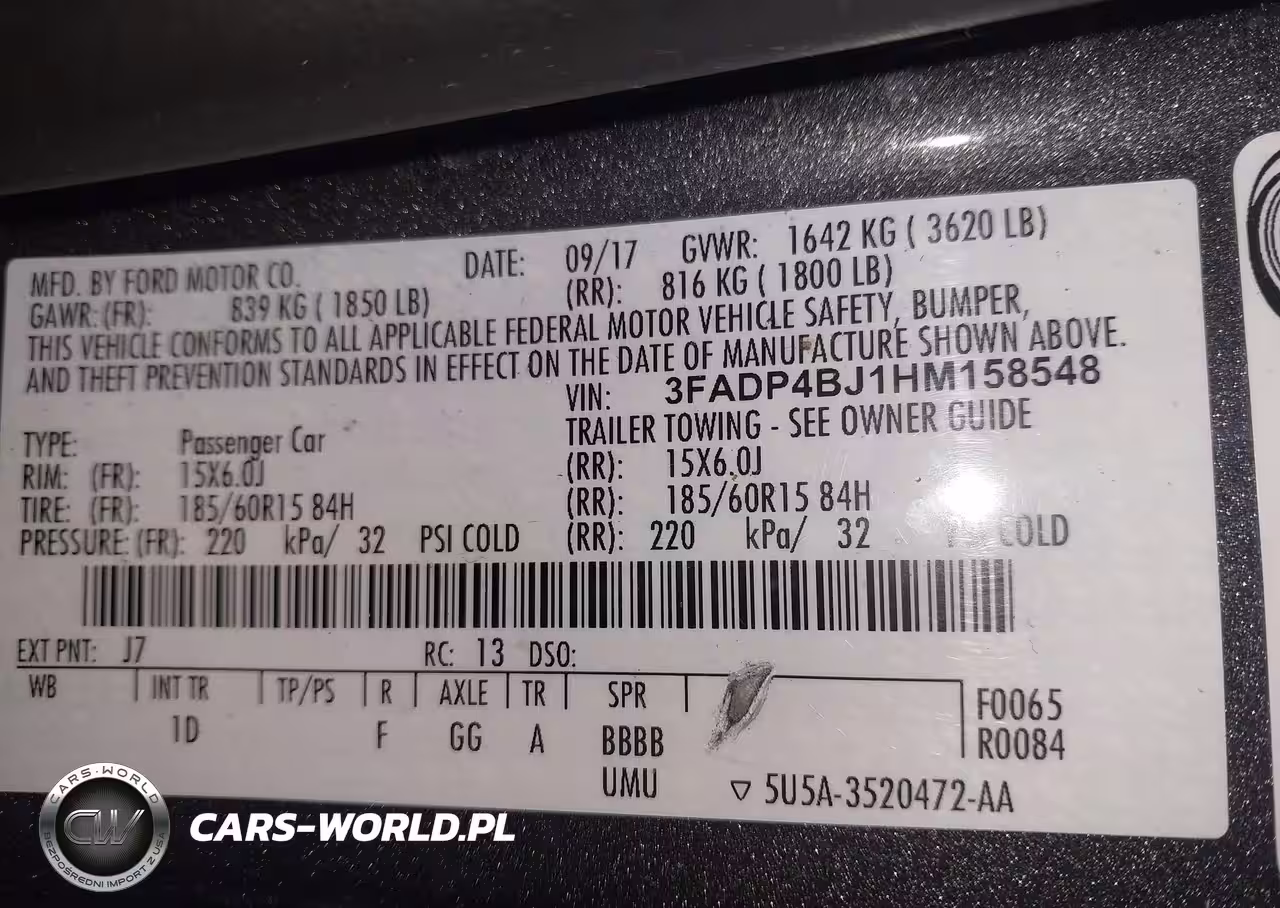 MFD. BY FORD MOTOR CO. DATE: 09/17 GVWR: 1642 KG ( 3620 LB)
GAWR: (FR): 839 KG ( 1850 LB) (RR): 816 KG ( 1800 LB)
THIS VEHICLE CONFORMS TO ALL APPLICABLE FEDERAL MOTOR VEHICLE SAFETY, BUMPER,
AND THEFT PREVENTION STANDARDS IN EFFECT ON THE DATE OF MANUFACTURE SHOWN ABOVE.
VIN: 3FADP4BJ1HM158548
TYPE: Passenger Car TRAILER TOWING - SEE OWNER GUIDE
RIM: (FR): 15X6.0J (RR): 15X6.0J
TIRE: (FR): 185/60R15 84H (RR): 185/60R15 84H
PRESSURE: (FR): 220 kPa/ 32 PSI COLD (RR): 220 kPa/ 32 COLD
EXT PNT: J7 RC: 13 DSO:
WB INT TR TP/PS R AXLE TR SPR F0065
1D F GG A BBBB R0084
UMU ▽ 5U5A-3520472-AA
CARS-WORLD
CW
BEZPOŚREDNI IMPORT Z USA
CARS-WORLD.PL